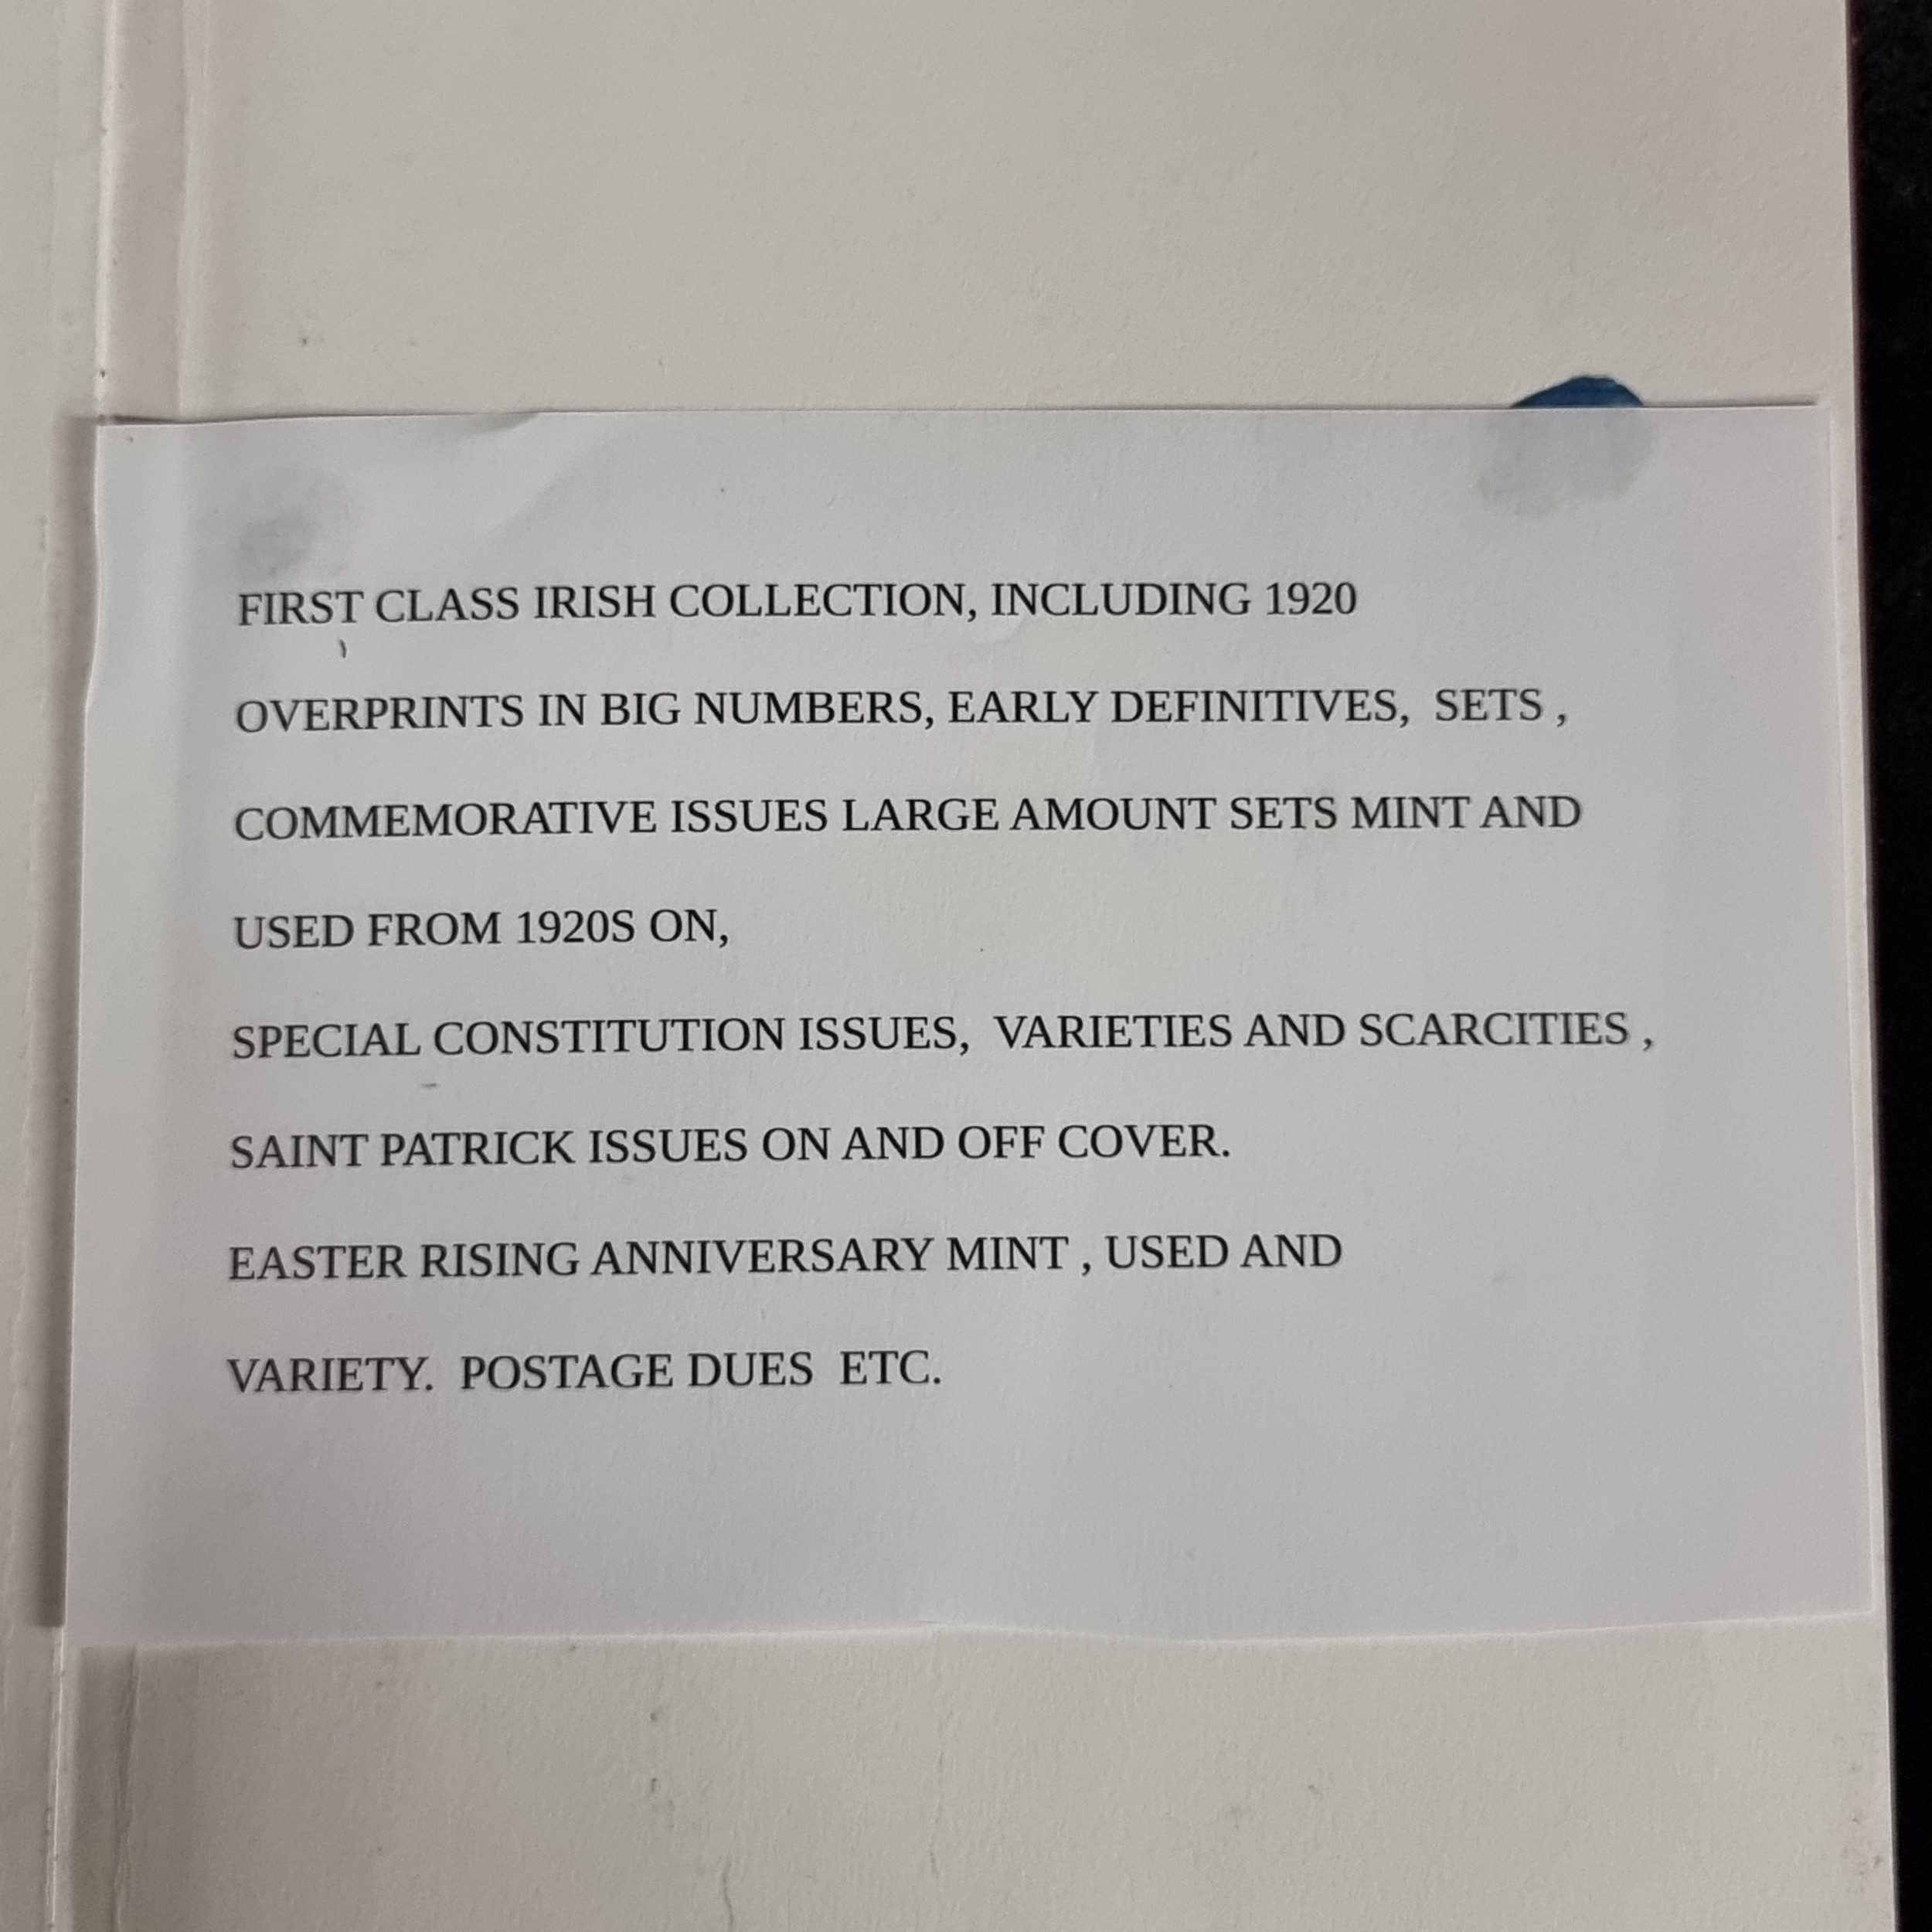 FIRST CLASS IRISH COLLECTION, INCLUDING 1920
OVERPRINTS IN BIG NUMBERS, EARLY DEFINITIVES,  SETS ,
COMMEMORATIVE ISSUES LARGE AMOUNT SETS MINT AND
USED FROM 1920S ON,
SPECIAL CONSTITUTION ISSUES,  VARIETIES AND SCARCITIES ,
SAINT PATRICK ISSUES ON AND OFF COVER.
EASTER RISING ANNIVERSARY MINT , USED AND
VARIETY.  POSTAGE DUES  ETC.